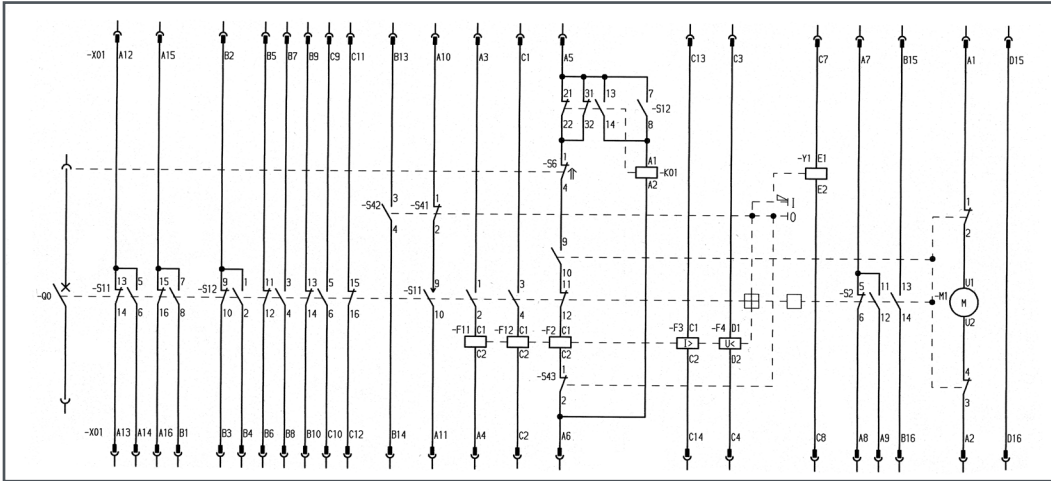 -X01 A12 A15 B2 B5 B7 B9 C9 C11 B13 A10 A3 C1 A5 C13 C3 C7 A7 B15 A1 D15
21 31 13 7
-S12
22 32 14 8
-S6 1 A1 -K01 -Y1 E1
4 A2 E2
3 1 I
-S42 -S41 O
4 2
1
2
9
10
-Q0 -S11 13 5 15 7 -S12 9 1 11 3 13 5 15 -S11 9 1 3 11 -S2 5 11 13 -M1 U1
M
14 6 16 8 10 2 12 4 14 6 16 10 2 4 12 6 12 14 U2
-F11 C1 -F12 C1 -F2 C1 -F3 C1 -F4 D1
I> U<
C2 C2 C2 C2 D2
-S43 1 4
2 3
-X01 A13 A14 A16 B1 B3 B4 B6 B8 B10 C10 C12 B14 A11 A4 C2 A6 C14 C4 C8 A8 A9 B16 A2 D16